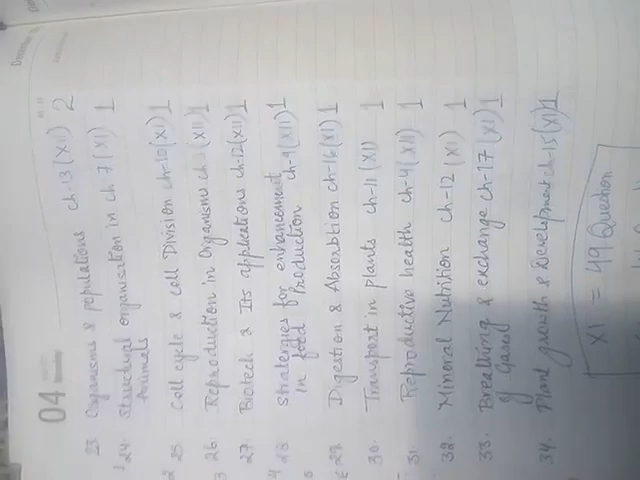 04
23. Organisms & populations ch-13 (XII) 2
24. Structural organisation in ch 7 (XI) 1
Animals
25. Cell cycle & cell Division ch-10 (XI) 1
26. Reproduction in Organisms ch-1 (XII) 1
27. Biotech & Its applications ch-12 (XII) 1
28 stratergies for enhancement
in food Production ch-9 (XII) 1
29. Digestion & Absorbtion ch-16 (XI) 1
30. Transport in plants ch-11 (XI) 1
31. Reproductive health ch-4 (XII) 1
32. Mineral Nutrition ch-12 (XI) 1
33. Breathing & exchange ch-17 (XI) 1
of Gases
34. Plant growth & Development ch-15 (XI) 1
XI = 49 Question